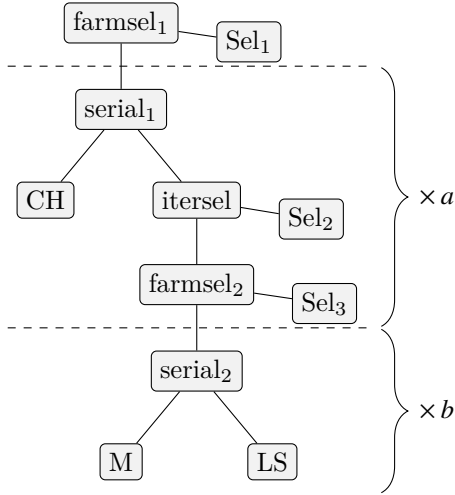 farmsel₁
Sel₁
serial₁
CH
itersel
Sel₂
× a
farmsel₂
Sel₃
serial₂
M
LS
× b